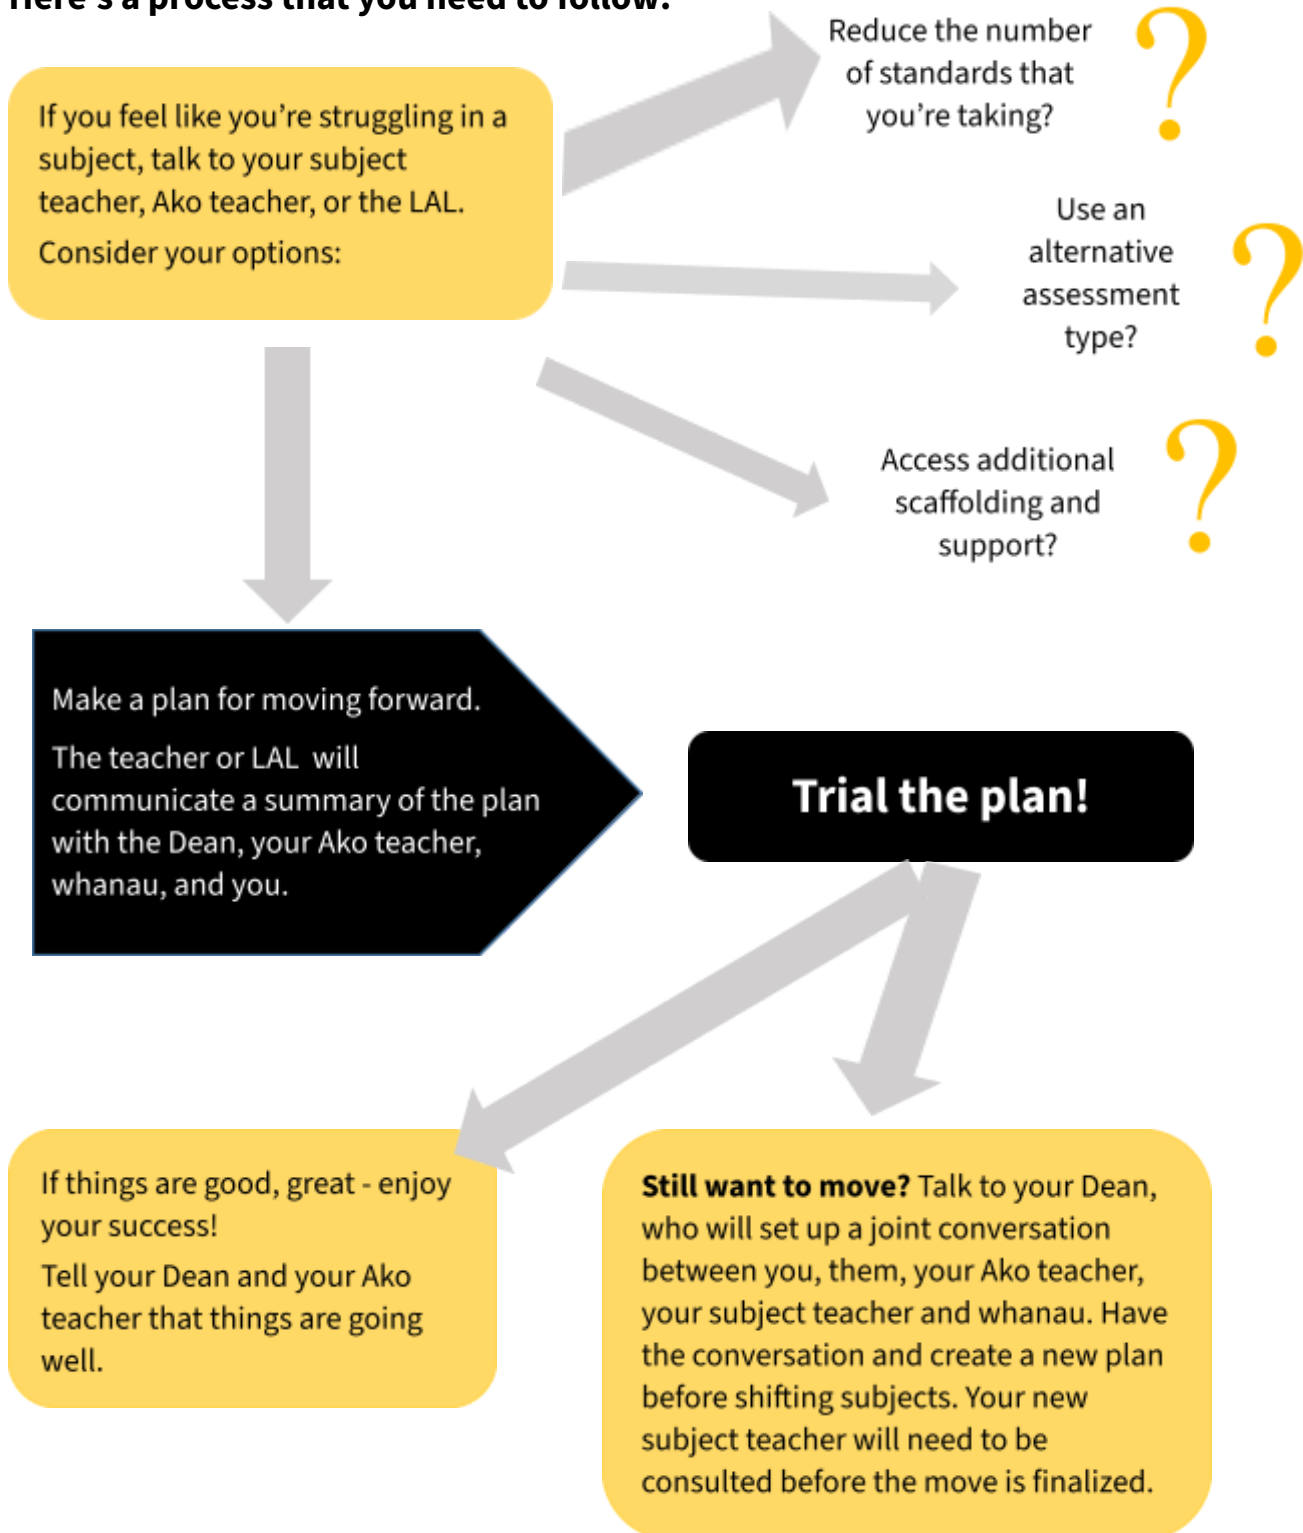 Here's a process that you need to follow:
Reduce the number
of standards that
you're taking?
?
If you feel like you're struggling in a
subject, talk to your subject
teacher, Ako teacher, or the LAL.
Consider your options:
Use an
alternative
assessment
type?
?
Access additional
scaffolding and
support?
?
Make a plan for moving forward.
The teacher or LAL  will
communicate a summary of the plan
with the Dean, your Ako teacher,
whanau, and you.
Trial the plan!
If things are good, great - enjoy
your success!
Tell your Dean and your Ako
teacher that things are going
well.
Still want to move? Talk to your Dean,
who will set up a joint conversation
between you, them, your Ako teacher,
your subject teacher and whanau. Have
the conversation and create a new plan
before shifting subjects. Your new
subject teacher will need to be
consulted before the move is finalized.